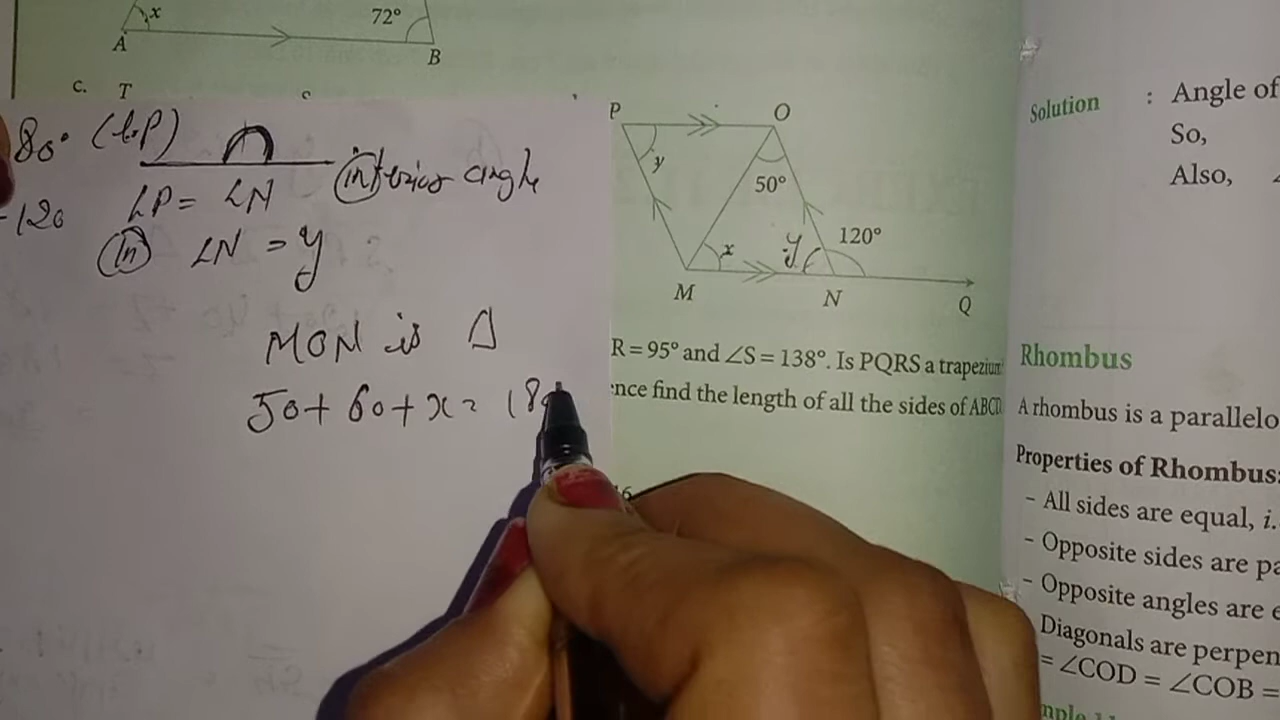 x
72°
A
B
c. T
80° (L.P)
-120
∠P = ∠N interior angle
(In) ∠N = y
MON is △
50 + 60 + x =
P
O
y
50°
x
y
120°
M
N
Q
R = 95° and ∠S = 138°. Is PQRS a trapezium
nce find the length of all the sides of ABCD
Solution : Angle of
So,
Also,
Rhombus
A rhombus is a parallelo
Properties of Rhombus:
- All sides are equal, i.
- Opposite sides are pa
- Opposite angles are e
Diagonals are perpen
= ∠COD = ∠COB =